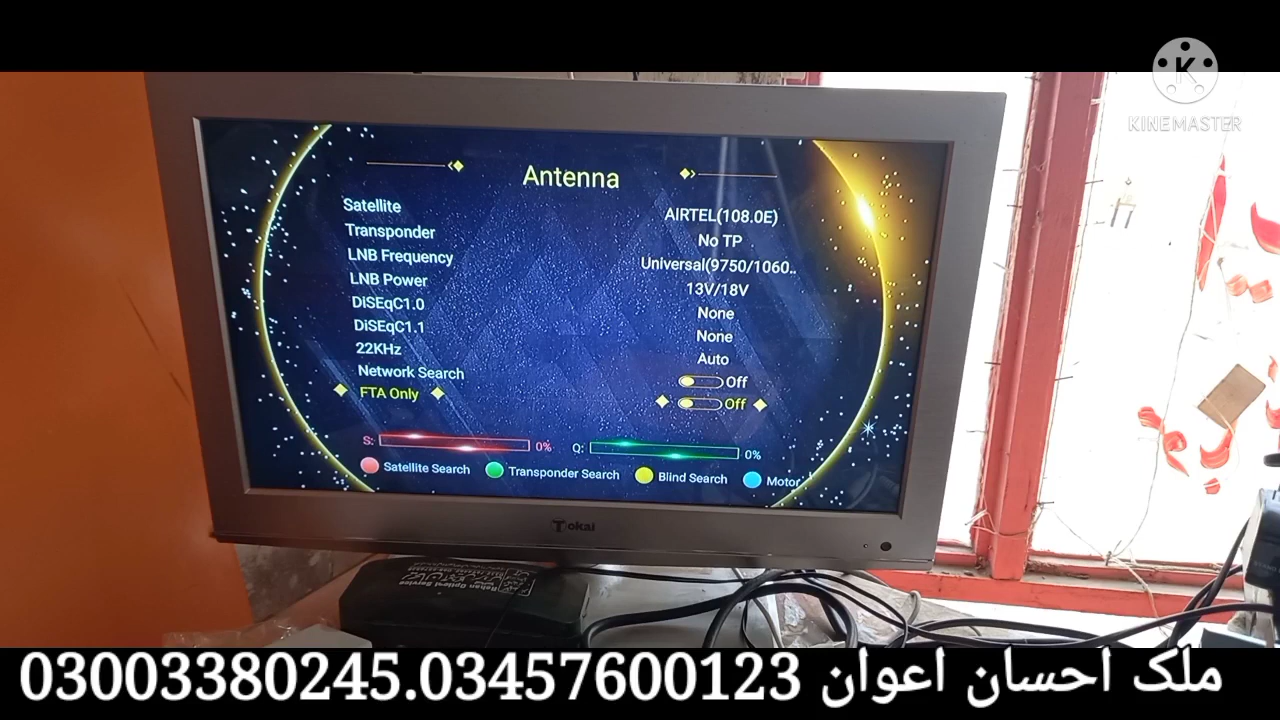 KINEMASTER
Antenna
Satellite AIRTEL(108.0E)
Transponder No TP
LNB Frequency Universal(9750/1060..
LNB Power 13V/18V
DiSEqC1.0 None
DiSEqC1.1 None
22KHz Auto
Network Search Off
FTA Only Off
S: 0% Q: 0%
Satellite Search Transponder Search Blind Search Motor
Tokai
03003380245.03457600123 ملک احسان اعوان